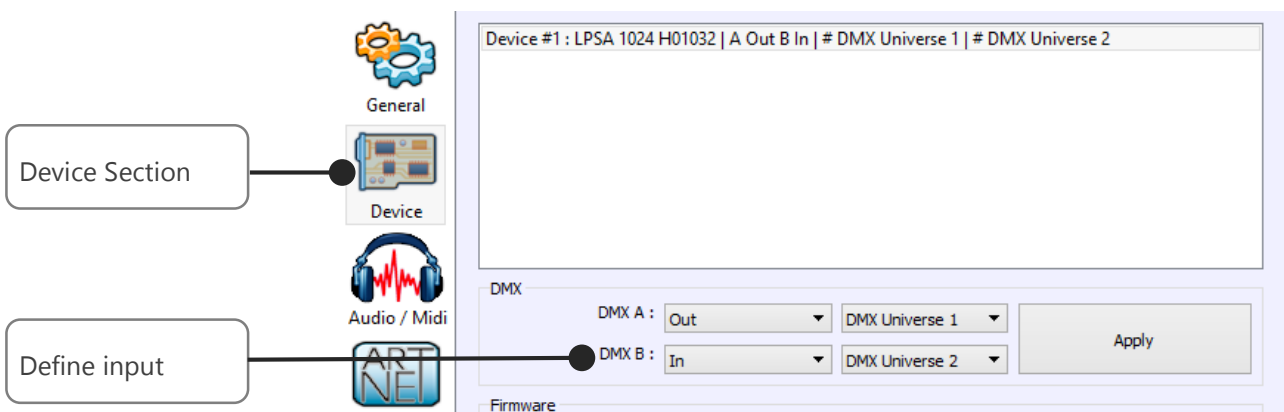 Device #1 : LPSA 1024 H01032 | A Out B In | # DMX Universe 1 | # DMX Universe 2
General
Device Section
Device
Audio / Midi
Define input
ART
NET
DMX
DMX A : Out DMX Universe 1
DMX B : In DMX Universe 2
Apply
Firmware